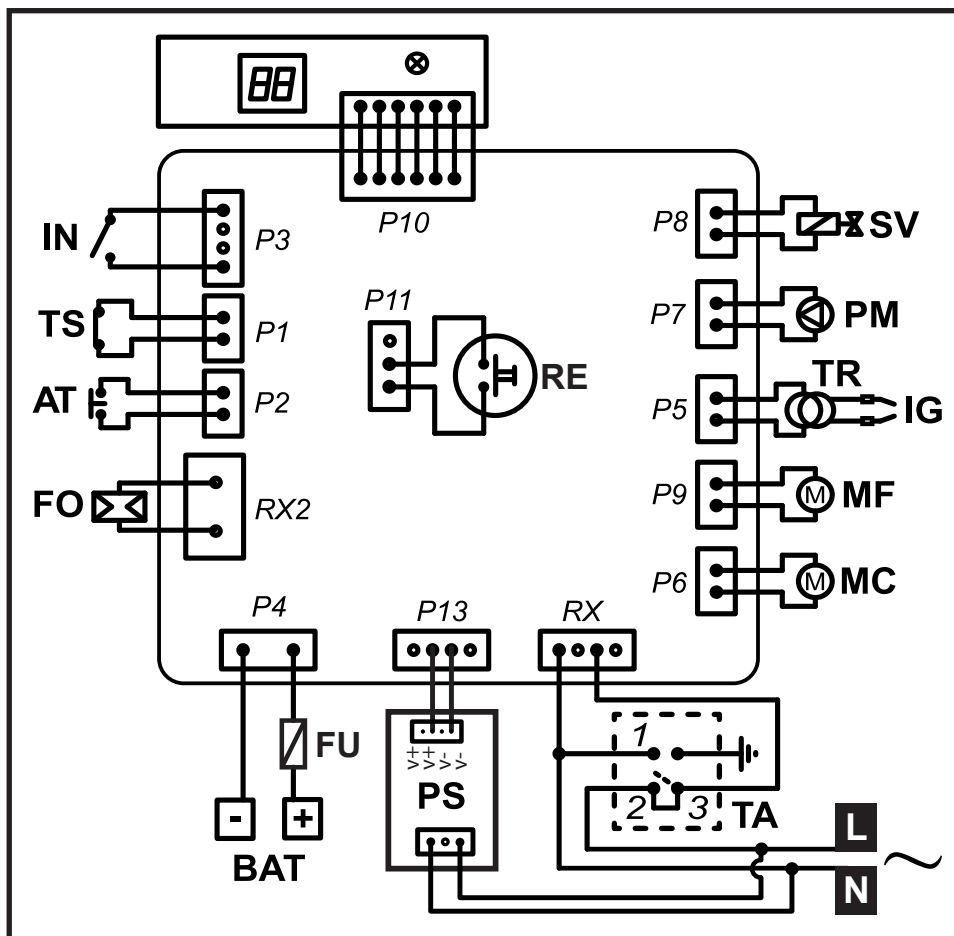 88
P10
IN
P3
P8
SV
TS
P1
P11
P7
PM
RE
TR
AT
P2
P5
IG
FO
RX2
P9
MF
P6
MC
P4
P13
RX
FU
V+
V+
V-
V-
PS
1
2
3
TA
-
+
BAT
L
N
~
M
M